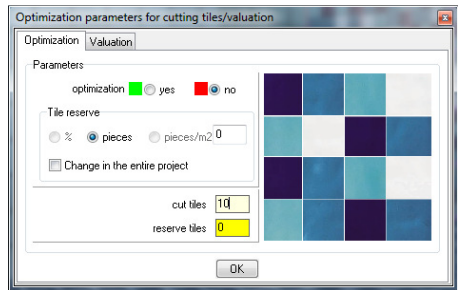 Optimization parameters for cutting tiles/valuation
Optimization Valuation
Parameters
optimization yes no
Tile reserve
% pieces pieces/m2 0
Change in the entire project
cut tiles 10
reserve tiles 0
OK